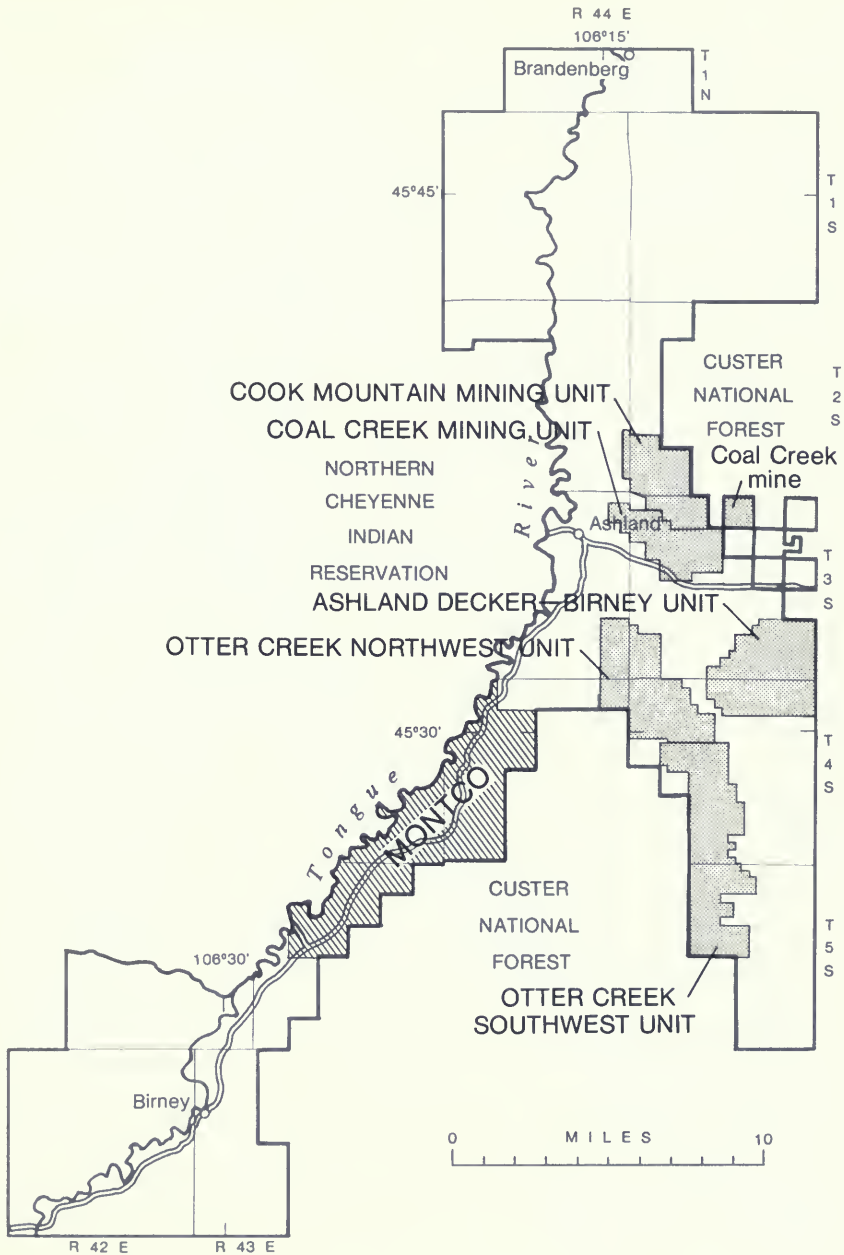 R 44 E
106°15'
Brandenberg
T 1 N
45°45'
T 1 S
CUSTER
NATIONAL
FOREST
T 2 S
COOK MOUNTAIN MINING UNIT
COAL CREEK MINING UNIT
Coal Creek
mine
NORTHERN
CHEYENNE
INDIAN
RESERVATION
River
Ashland
T 3 S
ASHLAND DECKER—BIRNEY UNIT
OTTER CREEK NORTHWEST UNIT
45°30'
T 4 S
Tongue
MONTCO
CUSTER
NATIONAL
FOREST
T 5 S
106°30'
OTTER CREEK
SOUTHWEST UNIT
Birney
0 MILES 10
R 42 E R 43 E